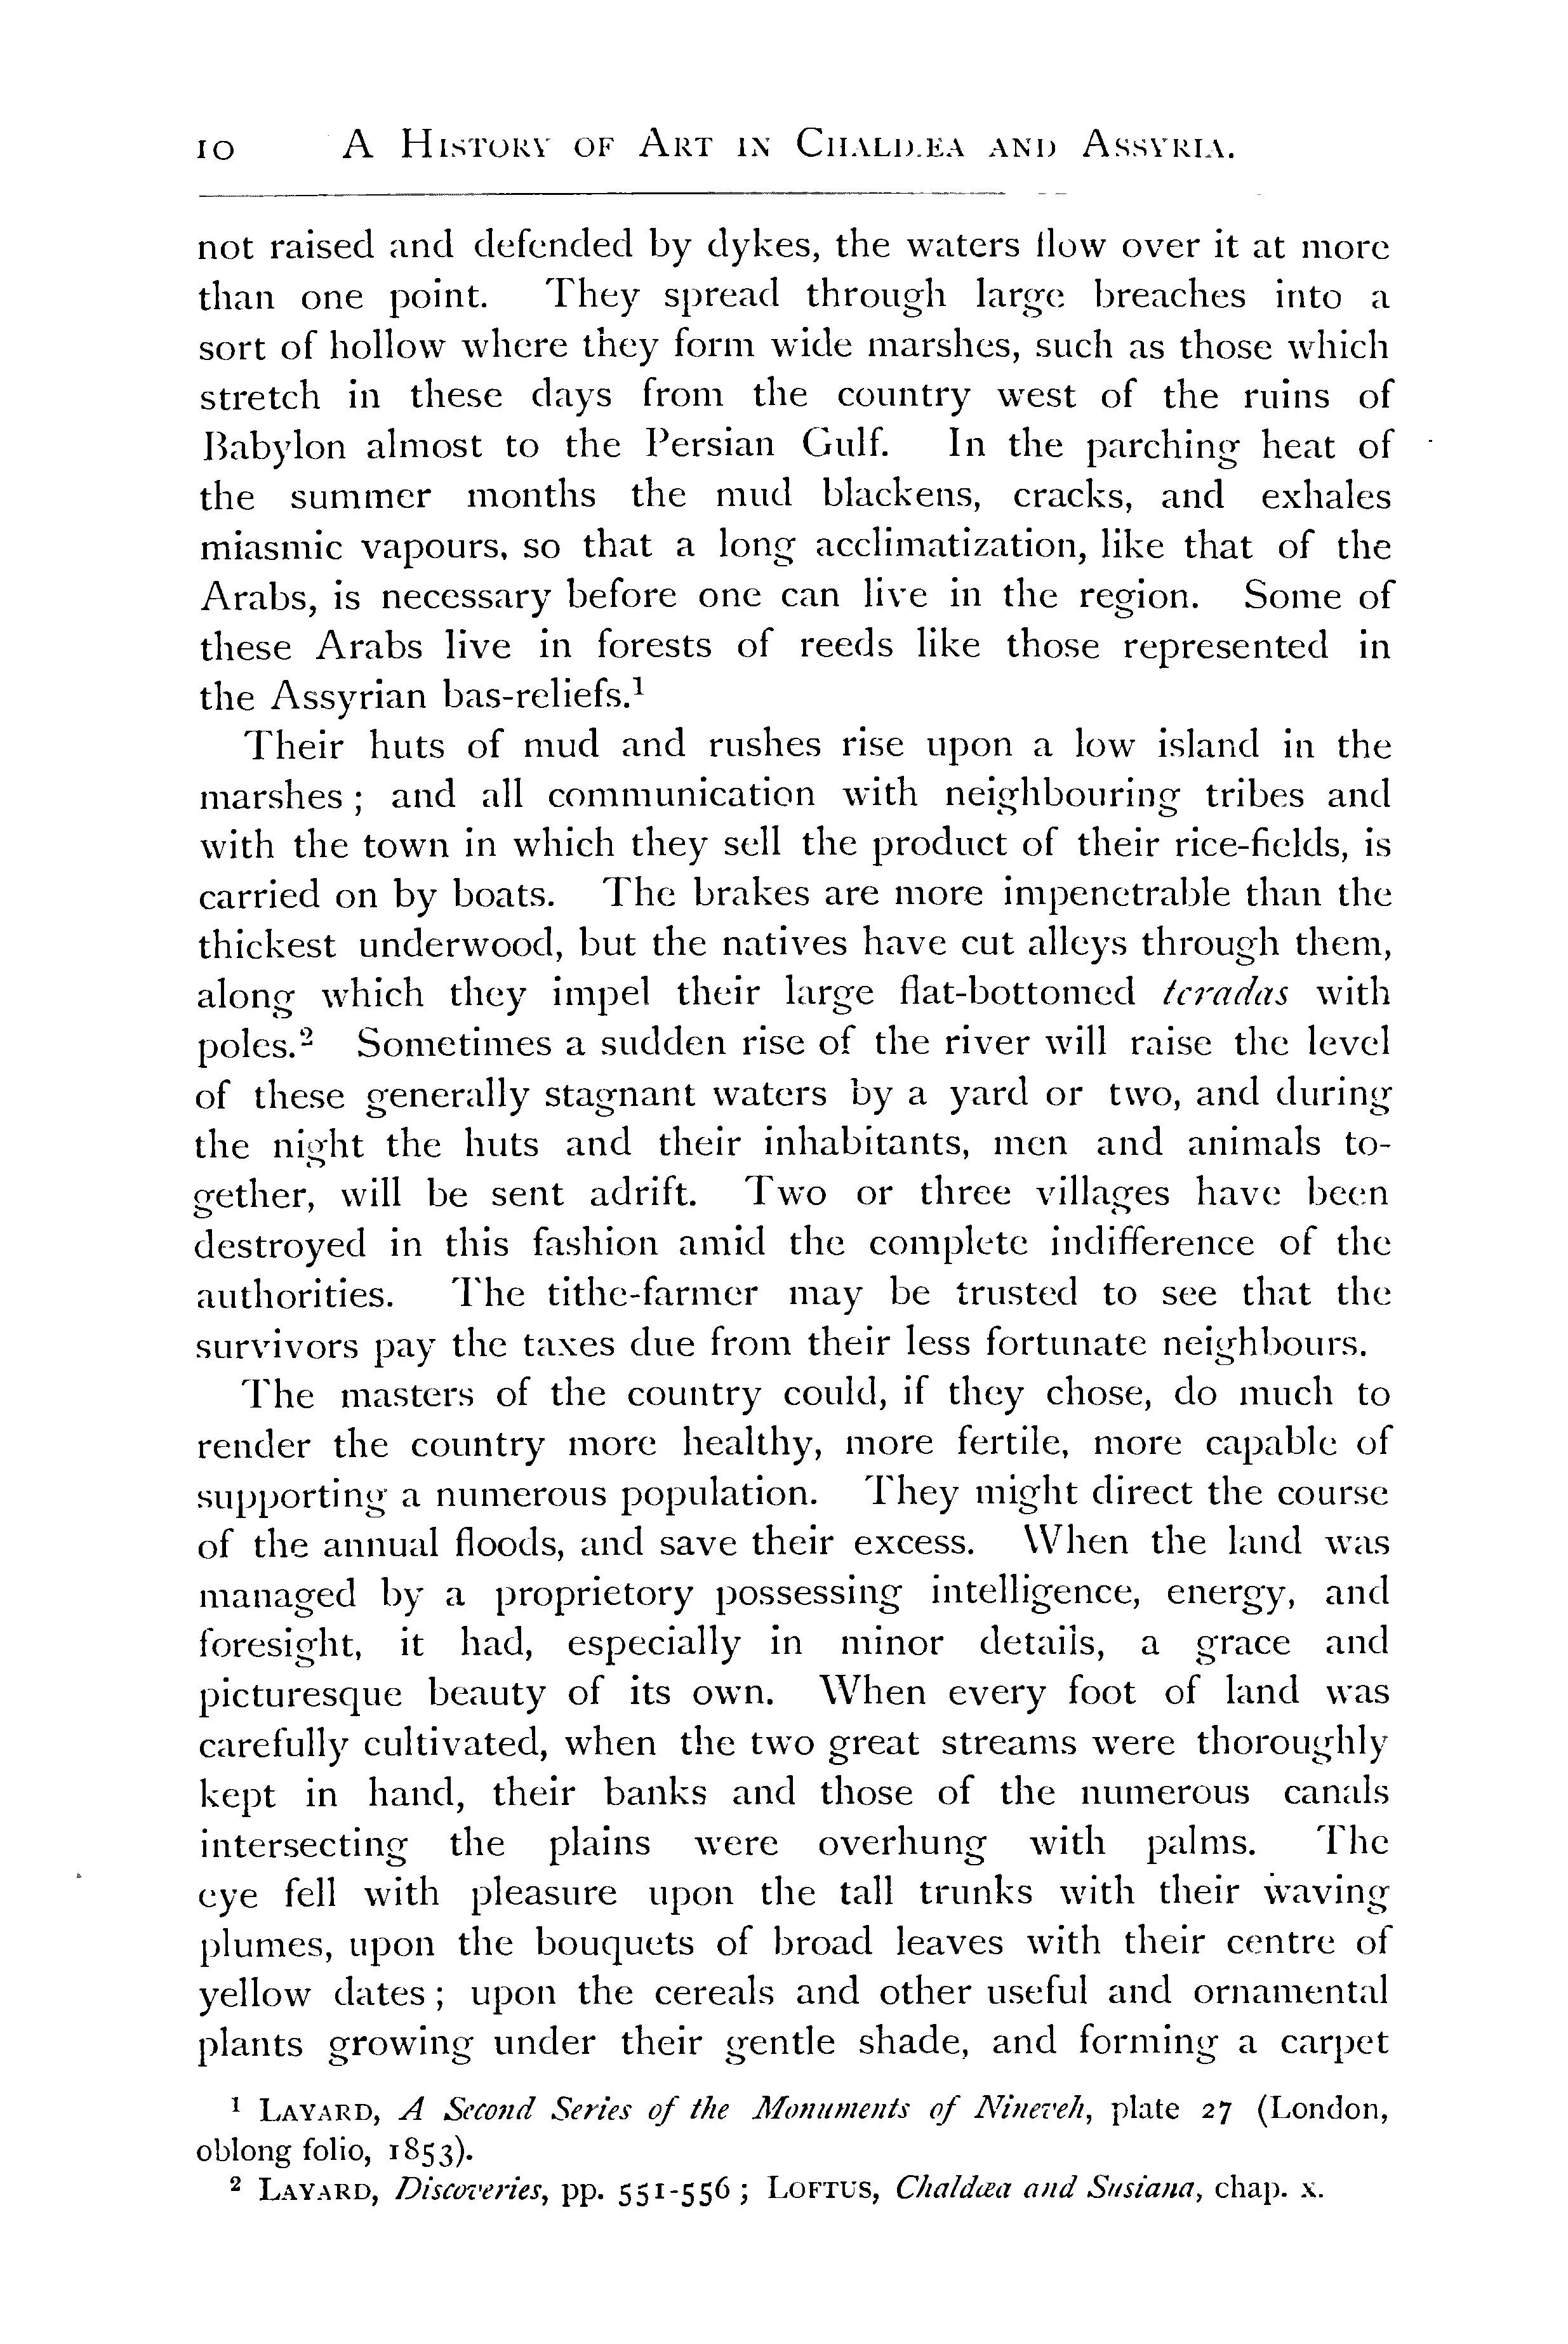 10 A History of Art in Chaldæa and Assyria.
not raised and defended by dykes, the waters flow over it at more
than one point. They spread through large breaches into a
sort of hollow where they form wide marshes, such as those which
stretch in these days from the country west of the ruins of
Babylon almost to the Persian Gulf. In the parching heat of
the summer months the mud blackens, cracks, and exhales
miasmic vapours, so that a long acclimatization, like that of the
Arabs, is necessary before one can live in the region. Some of
these Arabs live in forests of reeds like those represented in
the Assyrian bas-reliefs.¹
Their huts of mud and rushes rise upon a low island in the
marshes ; and all communication with neighbouring tribes and
with the town in which they sell the product of their rice-fields, is
carried on by boats. The brakes are more impenetrable than the
thickest underwood, but the natives have cut alleys through them,
along which they impel their large flat-bottomed teradas with
poles.² Sometimes a sudden rise of the river will raise the level
of these generally stagnant waters by a yard or two, and during
the night the huts and their inhabitants, men and animals to-
gether, will be sent adrift. Two or three villages have been
destroyed in this fashion amid the complete indifference of the
authorities. The tithe-farmer may be trusted to see that the
survivors pay the taxes due from their less fortunate neighbours.
The masters of the country could, if they chose, do much to
render the country more healthy, more fertile, more capable of
supporting a numerous population. They might direct the course
of the annual floods, and save their excess. When the land was
managed by a proprietory possessing intelligence, energy, and
foresight, it had, especially in minor details, a grace and
picturesque beauty of its own. When every foot of land was
carefully cultivated, when the two great streams were thoroughly
kept in hand, their banks and those of the numerous canals
intersecting the plains were overhung with palms. The
eye fell with pleasure upon the tall trunks with their waving
plumes, upon the bouquets of broad leaves with their centre of
yellow dates ; upon the cereals and other useful and ornamental
plants growing under their gentle shade, and forming a carpet
¹ Layard, A Second Series of the Monuments of Nineveh, plate 27 (London,
oblong folio, 1853).
² Layard, Discoveries, pp. 551-556 ; Loftus, Chaldæa and Susiana, chap. x.